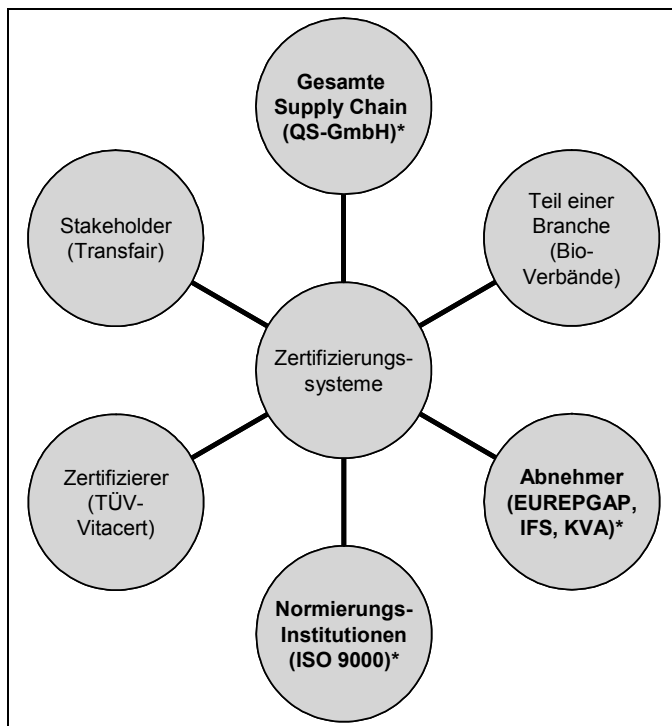 Gesamte
Supply Chain
(QS-GmbH)*
Stakeholder
(Transfair)
Teil einer
Branche
(Bio-
Verbände)
Zertifizierungs-
systeme
Zertifizierer
(TÜV-
Vitacert)
Abnehmer
(EUREPGAP,
IFS, KVA)*
Normierungs-
Institutionen
(ISO 9000)*